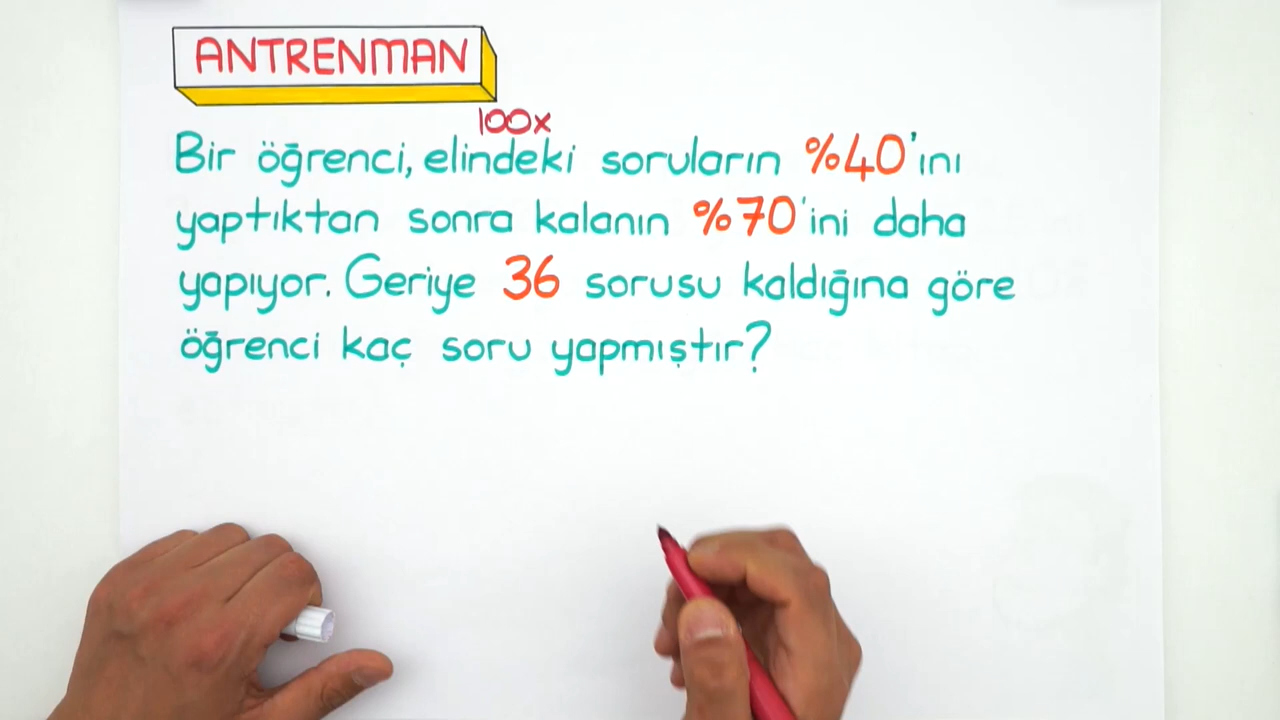 ANTRENMAN
100x
Bir öğrenci, elindeki soruların %40'ını
yaptıktan sonra kalanın %70'ini daha
yapıyor. Geriye 36 sorusu kaldığına göre
öğrenci kaç soru yapmıştır?